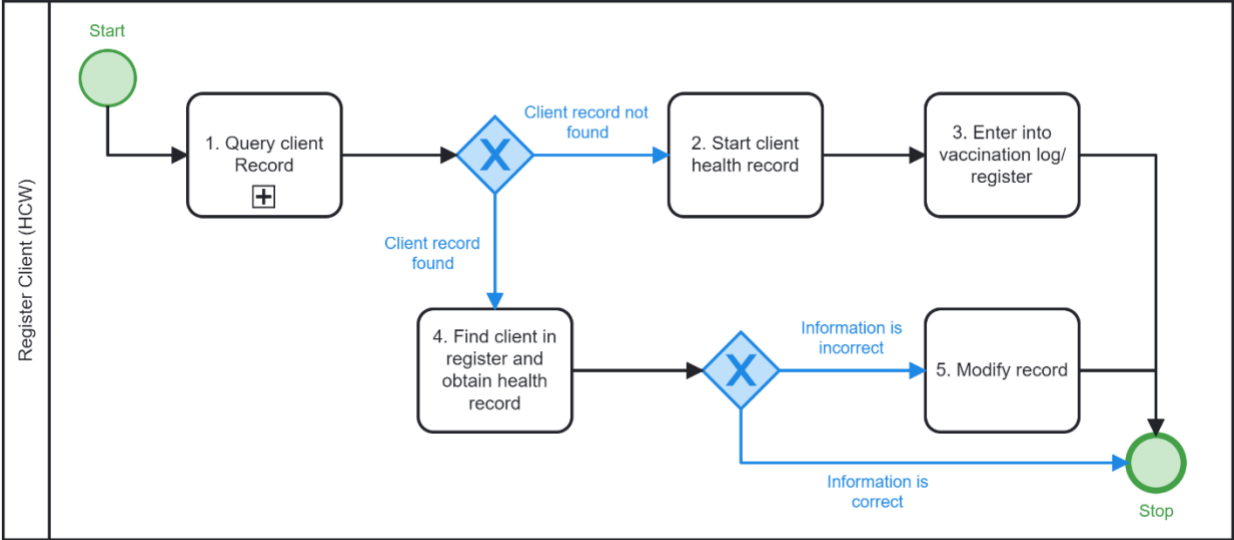 Register Client (HCW)
Start
1. Query client
Record
Client record not
found
2. Start client
health record
3. Enter into
vaccination log/
register
Client record
found
4. Find client in
register and
obtain health
record
Information is
incorrect
5. Modify record
Information is
correct
Stop